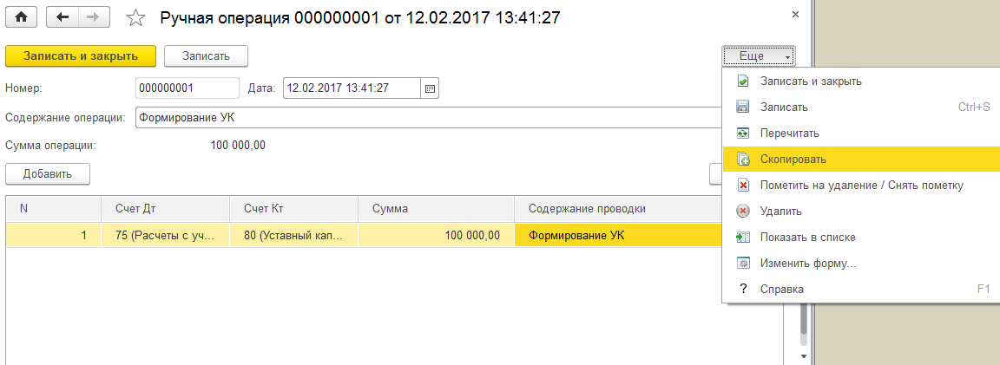 Ручная операция 000000001 от 12.02.2017 13:41:27
Записать и закрыть Записать Еще
Номер: 000000001 Дата: 12.02.2017 13:41:27
Содержание операции: Формирование УК
Сумма операции: 100 000,00
Добавить
N Счет Дт Счет Кт Сумма Содержание проводки
1 75 (Расчеты с уч... 80 (Уставный кап... 100 000,00 Формирование УК
Записать и закрыть
Записать Ctrl+S
Перечитать
Скопировать
Пометить на удаление / Снять пометку
Удалить
Показать в списке
Изменить форму...
? Справка F1